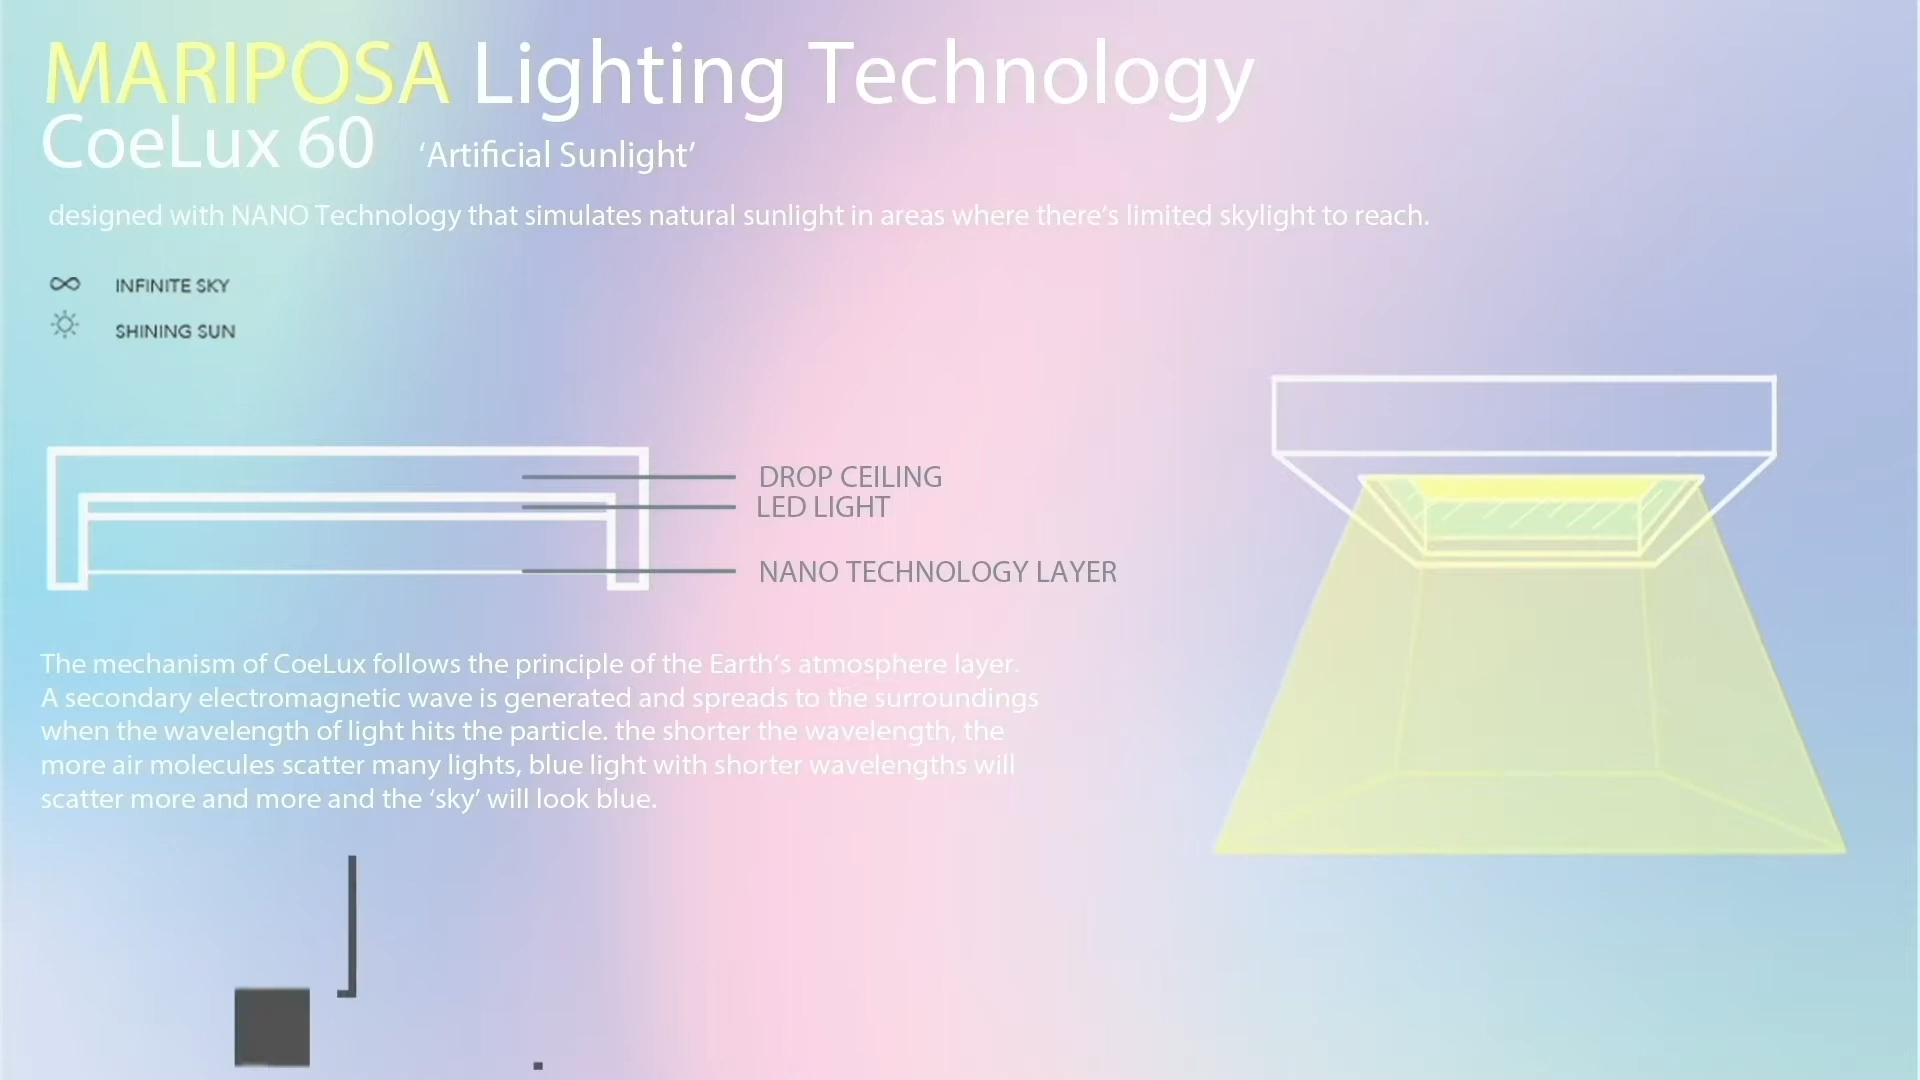 MARIPOSA Lighting Technology
CoeLux 60 ‘Artificial Sunlight’
designed with NANO Technology that simulates natural sunlight in areas where there’s limited skylight to reach.
INFINITE SKY
SHINING SUN
DROP CEILING
LED LIGHT
NANO TECHNOLOGY LAYER
The mechanism of CoeLux follows the principle of the Earth’s atmosphere layer.
A secondary electromagnetic wave is generated and spreads to the surroundings
when the wavelength of light hits the particle. the shorter the wavelength, the
more air molecules scatter many lights, blue light with shorter wavelengths will
scatter more and more and the ‘sky’ will look blue.